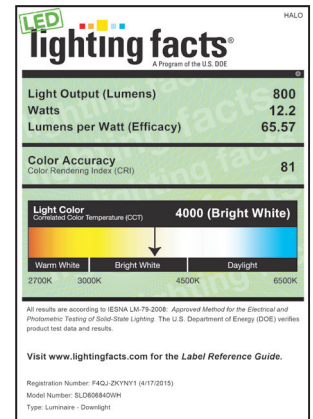 HALO
LED
lighting facts®
A Program of the U.S. DOE
Light Output (Lumens) 800
Watts 12.2
Lumens per Watt (Efficacy) 65.57
Color Accuracy 81
Color Rendering Index (CRI)
Light Color 4000 (Bright White)
Correlated Color Temperature (CCT)
Warm White Bright White Daylight
2700K 3000K 4500K 6500K
All results are according to IESNA LM-79-2008: Approved Method for the Electrical and
Photometric Testing of Solid-State Lighting. The U.S. Department of Energy (DOE) verifies
product test data and results.
Visit www.lightingfacts.com for the Label Reference Guide.
Registration Number: F4QJ-ZKYNY1 (4/17/2015)
Model Number: SLD606840WH
Type: Luminaire - Downlight